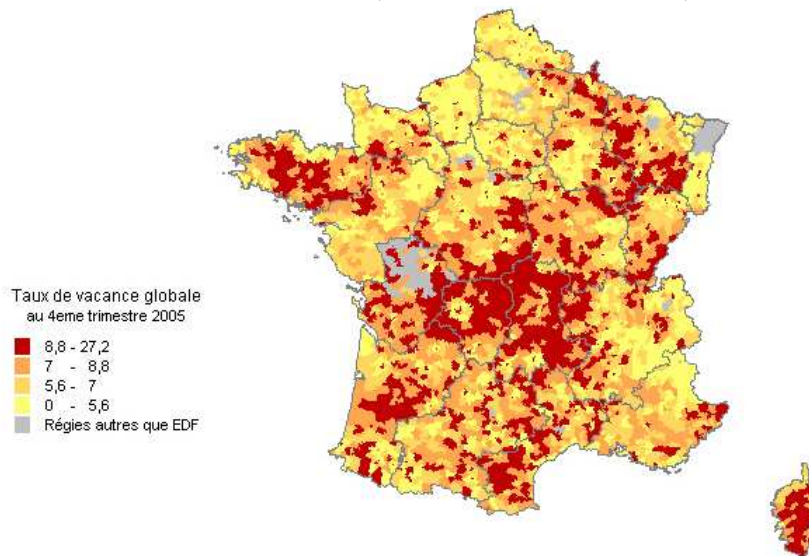 Taux de vacance globale
au 4eme trimestre 2005
8,8 - 27,2
7 - 8,8
5,6 - 7
0 - 5,6
Régies autres que EDF